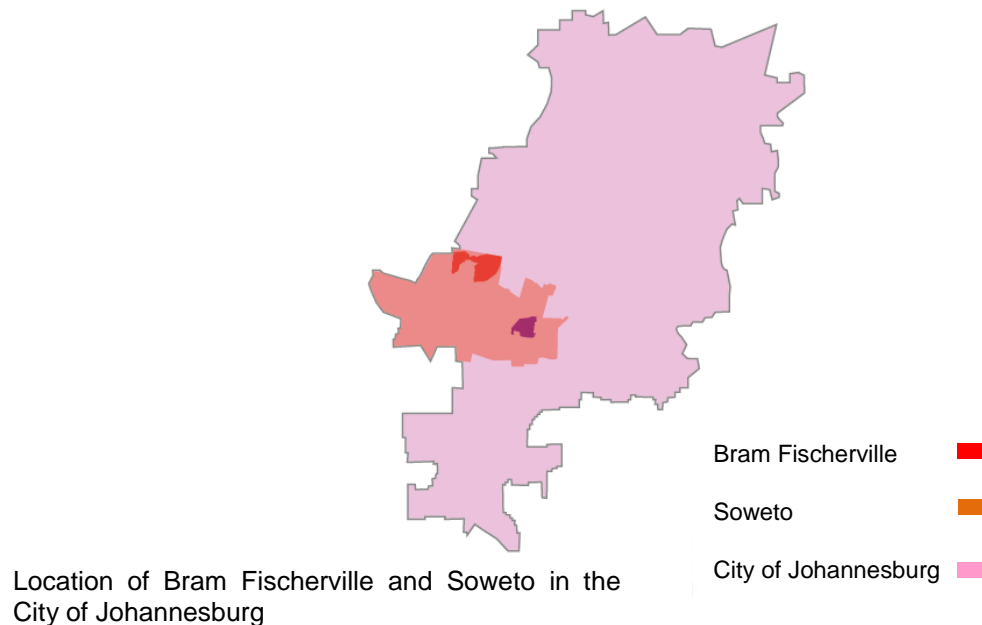 Bram Fischerville
Soweto
City of Johannesburg
Location of Bram Fischerville and Soweto in the
City of Johannesburg